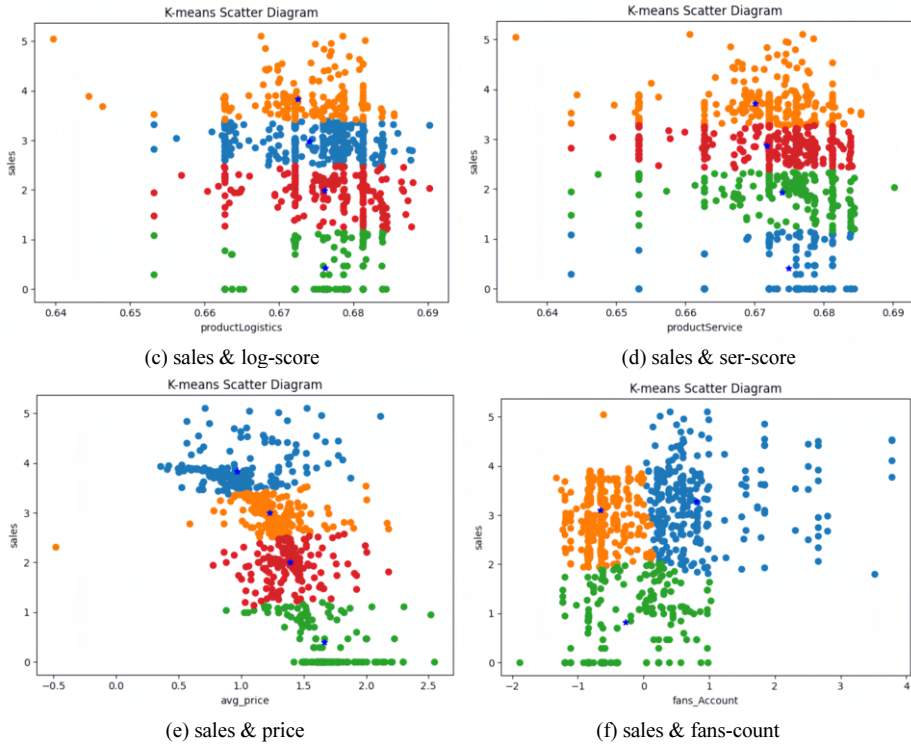 K-means Scatter Diagram
5
4
3
2
1
0
sales
0.64 0.65 0.66 0.67 0.68 0.69
productLogistics
(c) sales & log-score
K-means Scatter Diagram
5
4
3
2
1
0
sales
0.64 0.65 0.66 0.67 0.68 0.69
productService
(d) sales & ser-score
K-means Scatter Diagram
5
4
3
2
1
0
sales
−0.5 0.0 0.5 1.0 1.5 2.0 2.5
avg_price
(e) sales & price
K-means Scatter Diagram
5
4
3
2
1
0
sales
−2 −1 0 1 2 3 4
fans_Account
(f) sales & fans-count